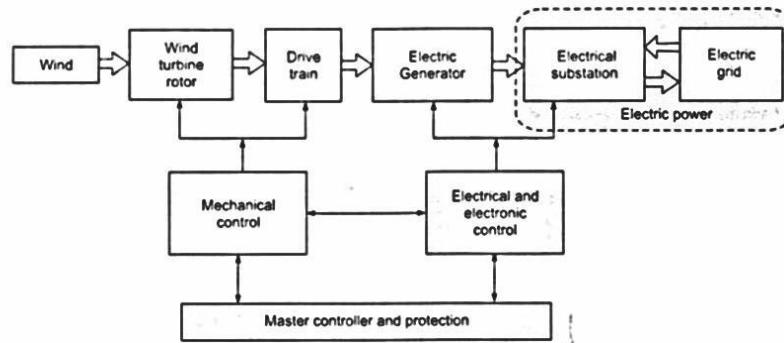 Wind
Wind
turbine
rotor
Drive
train
Electric
Generator
Electrical
substation
Electric
grid
Electric power
Mechanical
control
Electrical and
electronic
control
Master controller and protection